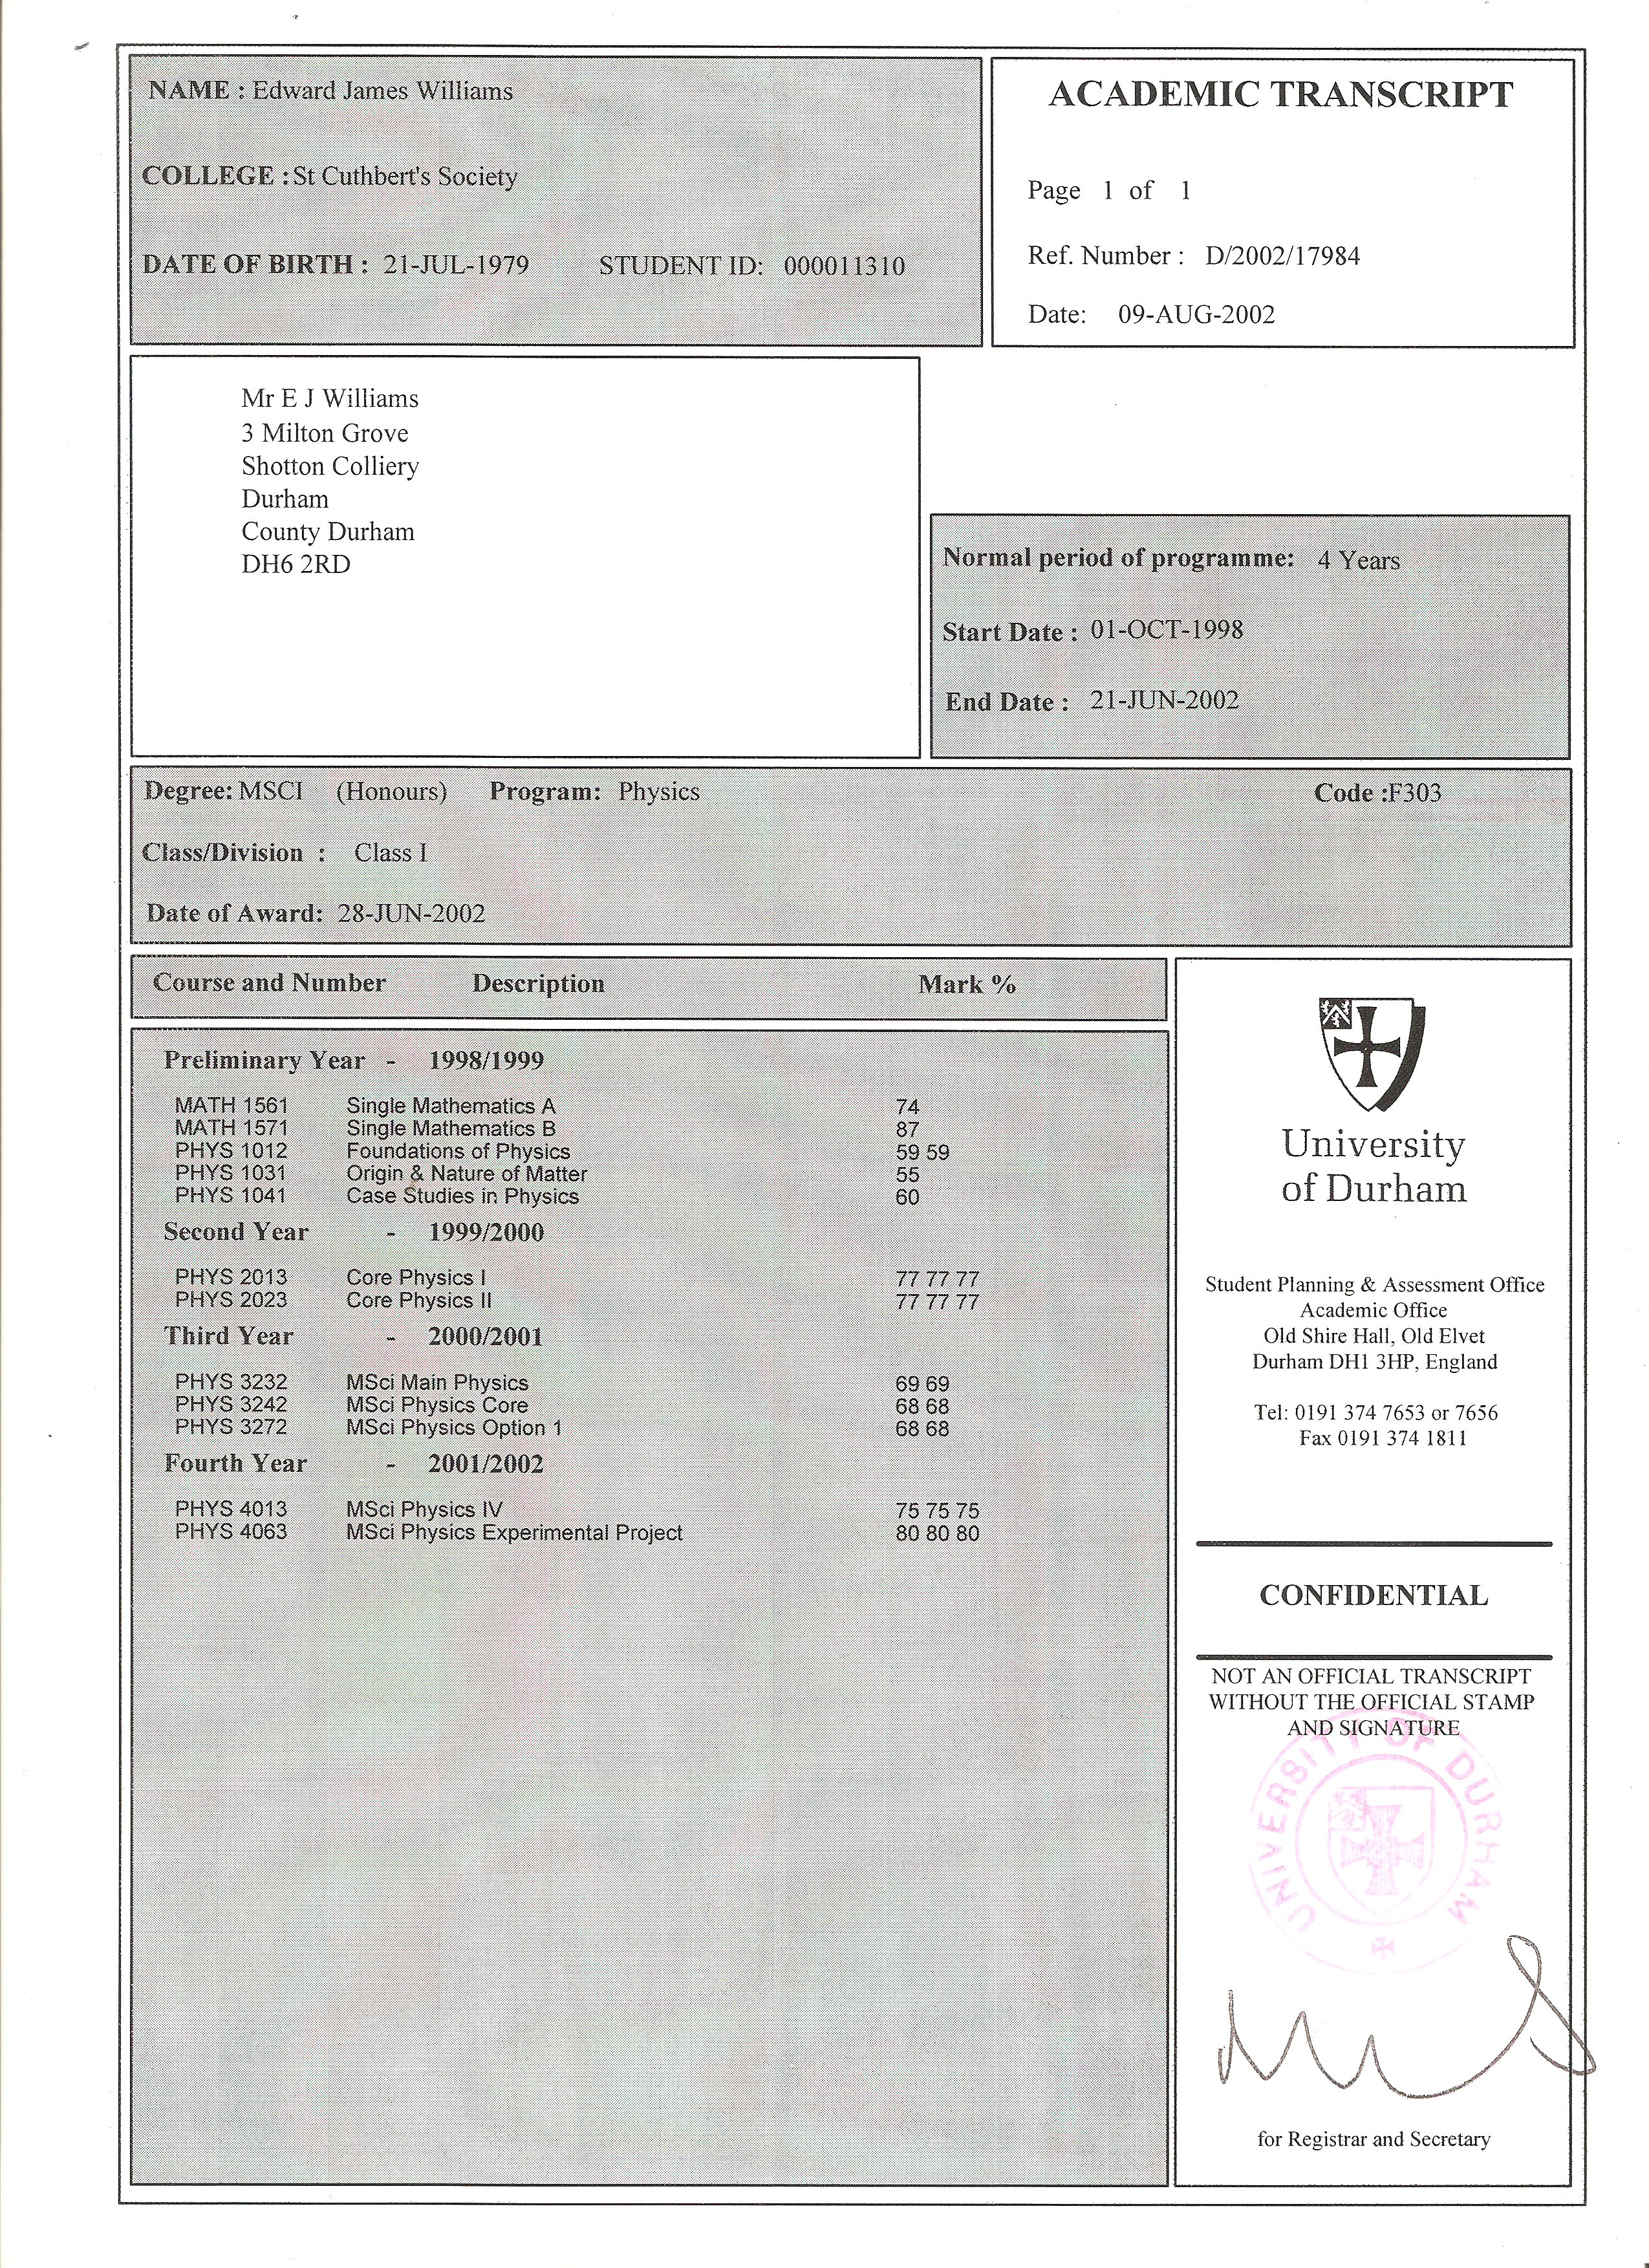 NAME : Edward James Williams
COLLEGE : St Cuthbert's Society
DATE OF BIRTH : 21-JUL-1979 STUDENT ID: 000011310
ACADEMIC TRANSCRIPT
Page 1 of 1
Ref. Number : D/2002/17984
Date: 09-AUG-2002
Mr E J Williams
3 Milton Grove
Shotton Colliery
Durham
County Durham
DH6 2RD
Normal period of programme: 4 Years
Start Date : 01-OCT-1998
End Date : 21-JUN-2002
Degree: MSCI (Honours) Program: Physics Code :F303
Class/Division : Class I
Date of Award: 28-JUN-2002
Course and Number Description Mark %
Preliminary Year - 1998/1999
MATH 1561 Single Mathematics A 74
MATH 1571 Single Mathematics B 87
PHYS 1012 Foundations of Physics 59 59
PHYS 1031 Origin & Nature of Matter 55
PHYS 1041 Case Studies in Physics 60
Second Year - 1999/2000
PHYS 2013 Core Physics I 77 77 77
PHYS 2023 Core Physics II 77 77 77
Third Year - 2000/2001
PHYS 3232 MSci Main Physics 69 69
PHYS 3242 MSci Physics Core 68 68
PHYS 3272 MSci Physics Option 1 68 68
Fourth Year - 2001/2002
PHYS 4013 MSci Physics IV 75 75 75
PHYS 4063 MSci Physics Experimental Project 80 80 80
University
of Durham
Student Planning & Assessment Office
Academic Office
Old Shire Hall, Old Elvet
Durham DH1 3HP, England
Tel: 0191 374 7653 or 7656
Fax 0191 374 1811
CONFIDENTIAL
NOT AN OFFICIAL TRANSCRIPT
WITHOUT THE OFFICIAL STAMP
AND SIGNATURE
UNIVERSITY OF DURHAM
for Registrar and Secretary